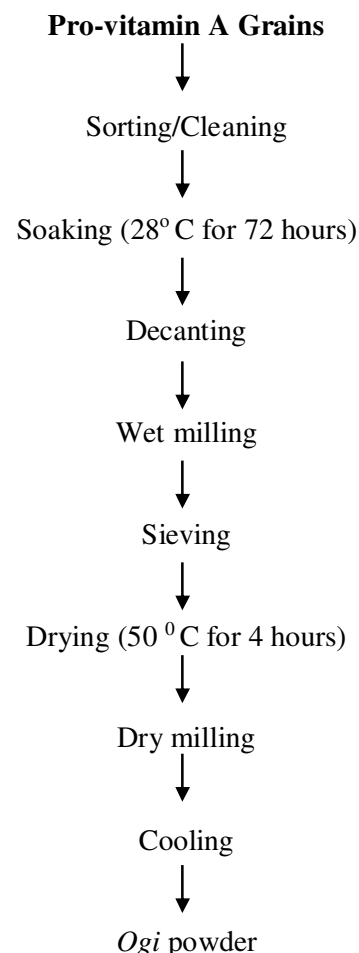 Pro-vitamin A Grains
Sorting/Cleaning
Soaking (28° C for 72 hours)
Decanting
Wet milling
Sieving
Drying (50 ⁰ C for 4 hours)
Dry milling
Cooling
Ogi powder